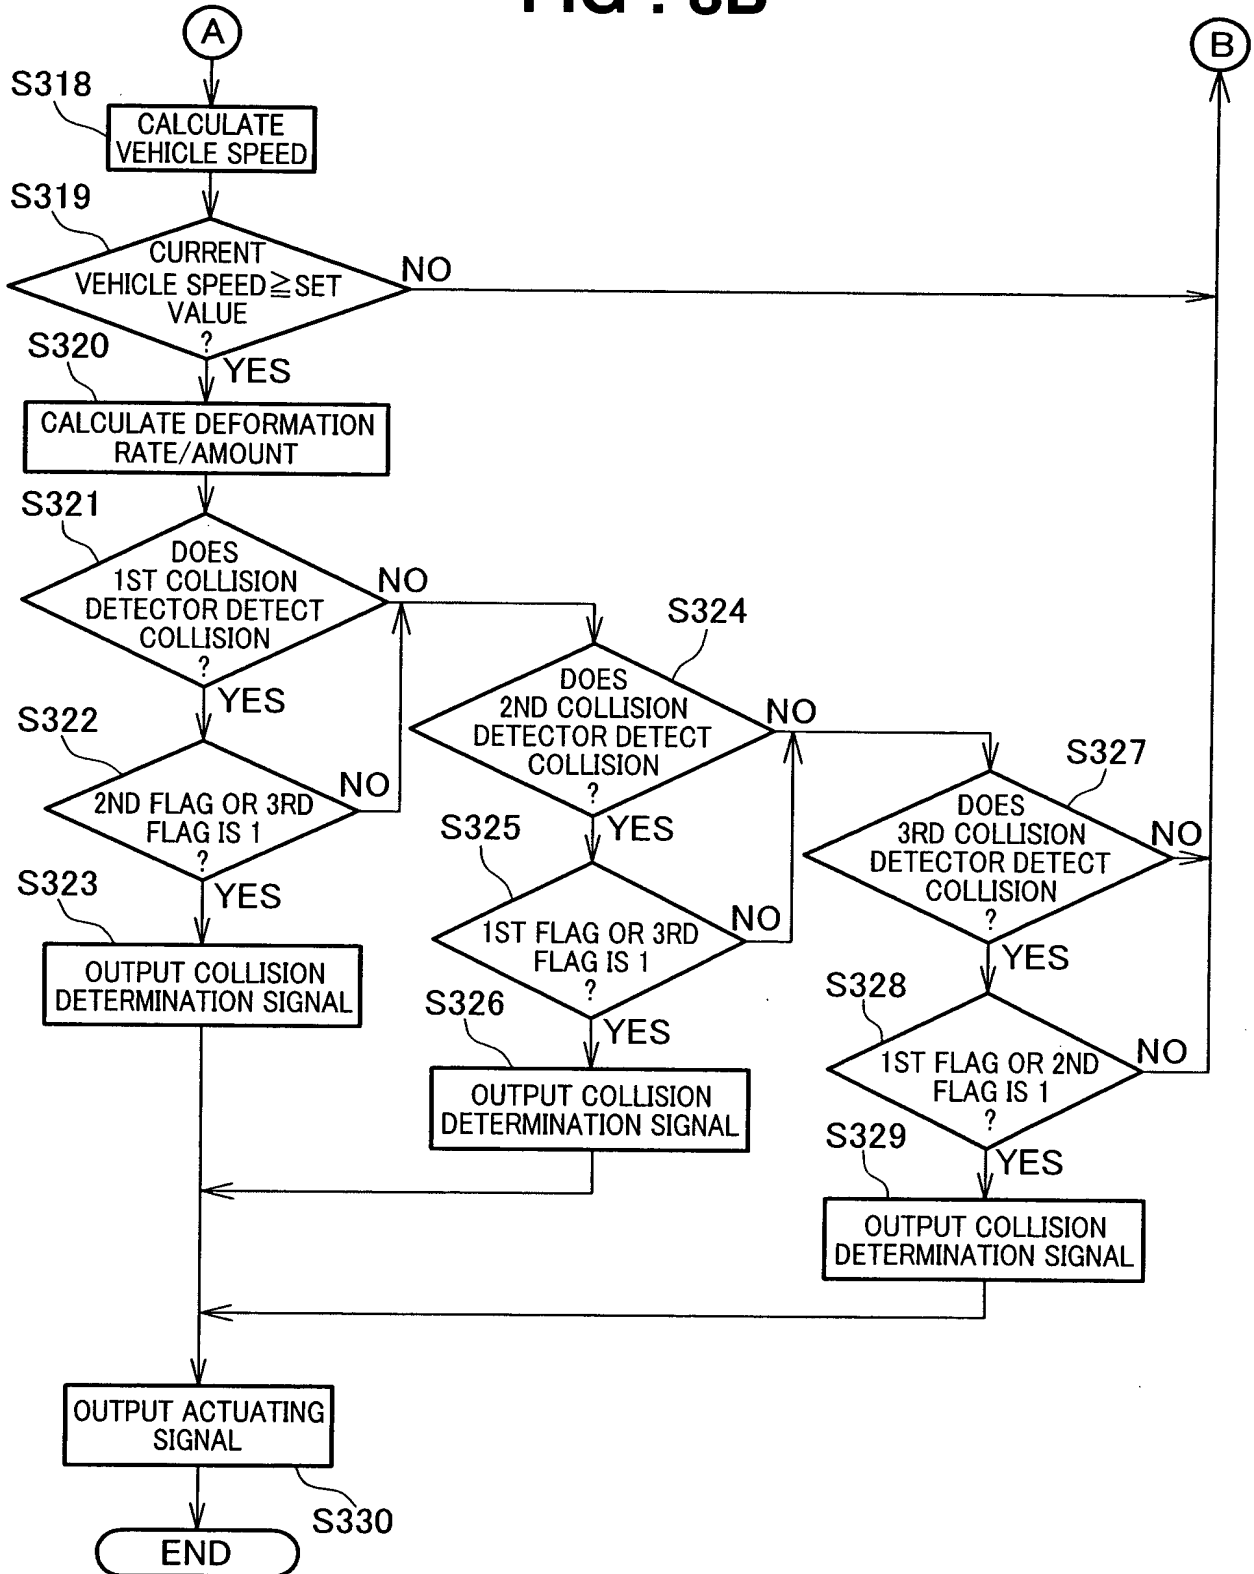 FIG . 8B
A
B
S318
CALCULATE
VEHICLE SPEED
S319
CURRENT
VEHICLE SPEED≧SET
VALUE
?
NO
YES
S320
CALCULATE DEFORMATION
RATE/AMOUNT
S321
DOES
1ST COLLISION
DETECTOR DETECT
COLLISION
?
NO
YES
S322
2ND FLAG OR 3RD
FLAG IS 1
?
NO
YES
S323
OUTPUT COLLISION
DETERMINATION SIGNAL
S324
DOES
2ND COLLISION
DETECTOR DETECT
COLLISION
?
NO
YES
S325
1ST FLAG OR 3RD
FLAG IS 1
?
NO
YES
S326
OUTPUT COLLISION
DETERMINATION SIGNAL
S327
DOES
3RD COLLISION
DETECTOR DETECT
COLLISION
?
NO
YES
S328
1ST FLAG OR 2ND
FLAG IS 1
?
NO
YES
S329
OUTPUT COLLISION
DETERMINATION SIGNAL
OUTPUT ACTUATING
SIGNAL
S330
END